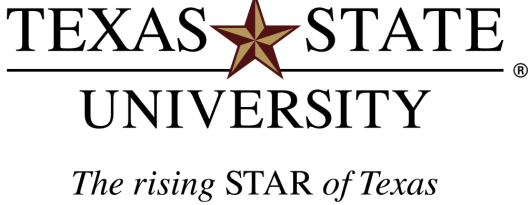 TEXAS STATE
UNIVERSITY
®
The rising STAR of Texas